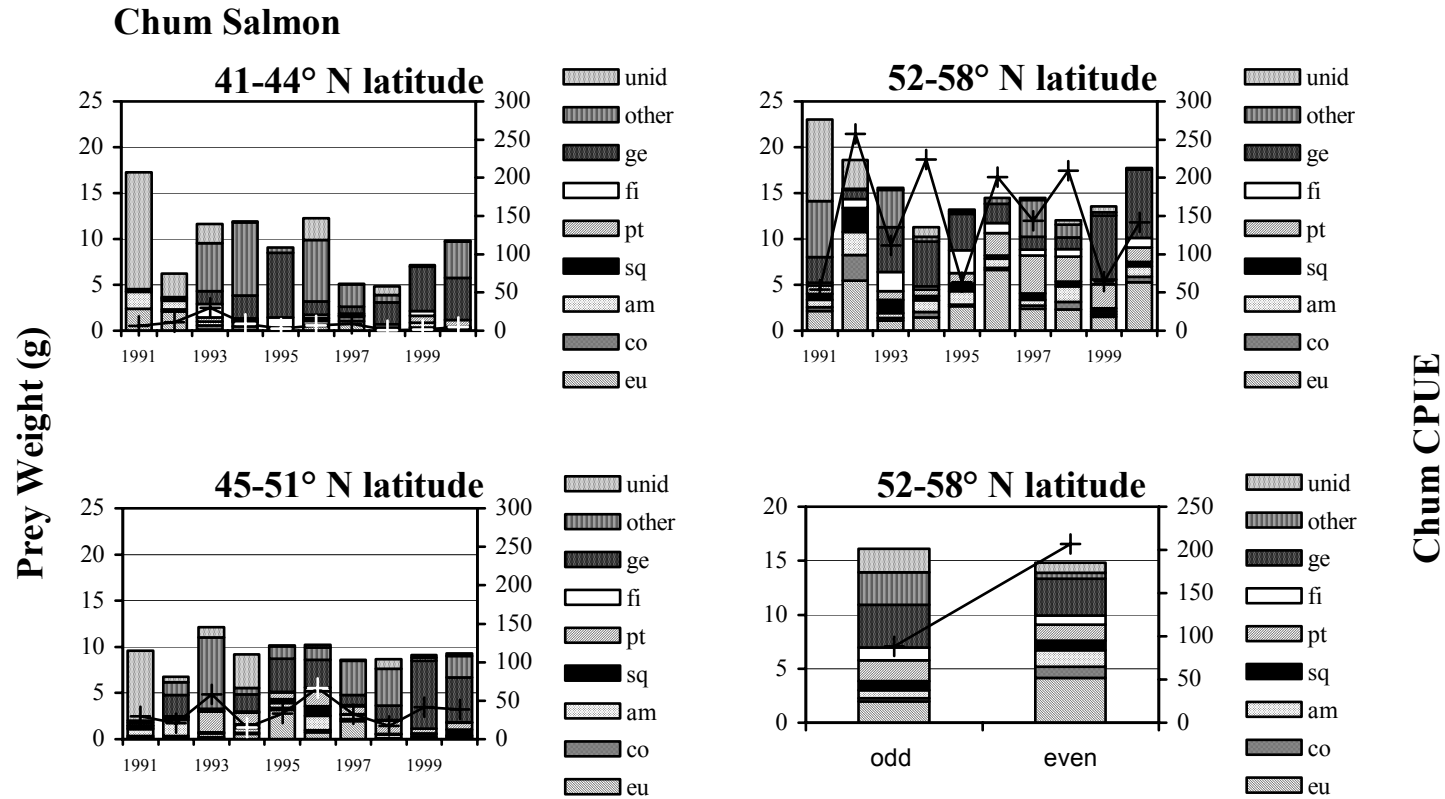 Chum Salmon
41-44° N latitude
25
20
15
10
5
0
300
250
200
150
100
50
0
1991 1993 1995 1997 1999
unid
other
ge
fi
pt
sq
am
co
eu
52-58° N latitude
25
20
15
10
5
0
300
250
200
150
100
50
0
1991 1993 1995 1997 1999
unid
other
ge
fi
pt
sq
am
co
eu
Prey Weight (g)
Chum CPUE
45-51° N latitude
25
20
15
10
5
0
300
250
200
150
100
50
0
1991 1993 1995 1997 1999
unid
other
ge
fi
pt
sq
am
co
eu
52-58° N latitude
20
15
10
5
0
250
200
150
100
50
0
odd even
unid
other
ge
fi
pt
sq
am
co
eu